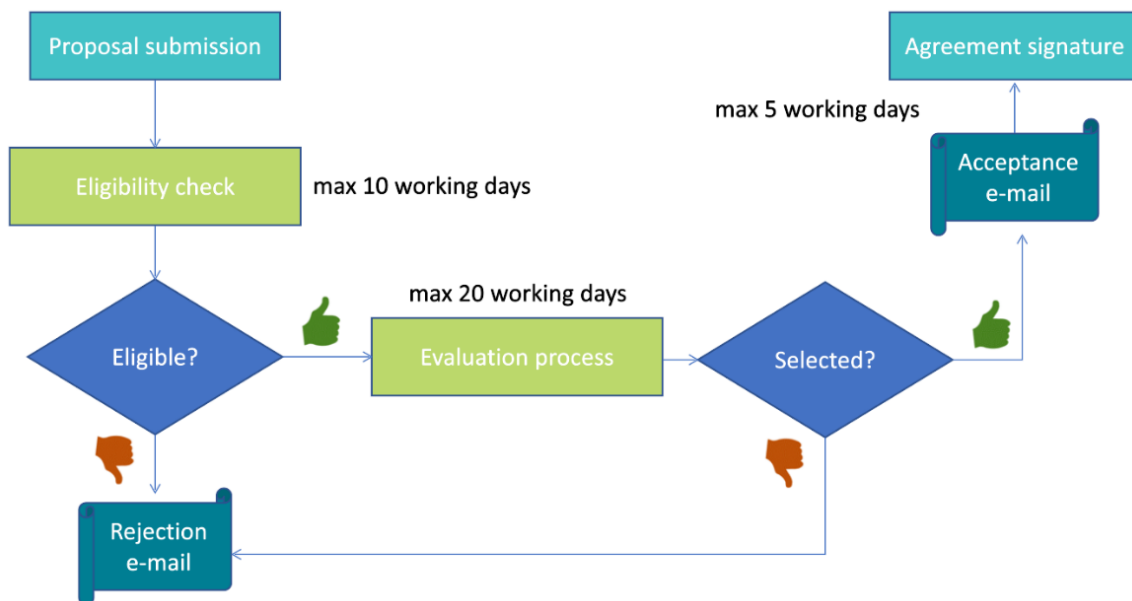 Proposal submission
Eligibility check
max 10 working days
Eligible?
max 20 working days
Evaluation process
Selected?
Rejection
e-mail
Acceptance
e-mail
max 5 working days
Agreement signature